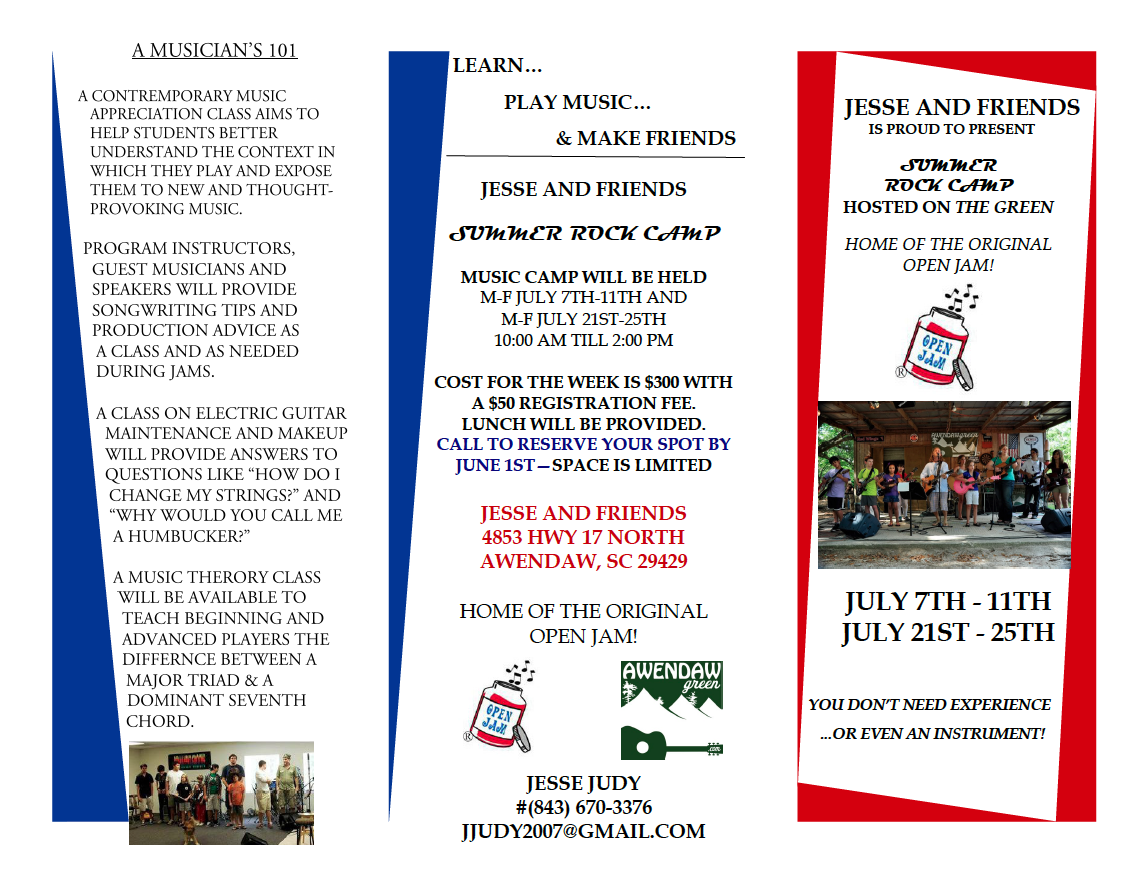 A MUSICIAN'S 101
A CONTREMPORARY MUSIC
APPRECIATION CLASS AIMS TO
HELP STUDENTS BETTER
UNDERSTAND THE CONTEXT IN
WHICH THEY PLAY AND EXPOSE
THEM TO NEW AND THOUGHT-
PROVOKING MUSIC.
PROGRAM INSTRUCTORS,
GUEST MUSICIANS AND
SPEAKERS WILL PROVIDE
SONGWRITING TIPS AND
PRODUCTION ADVICE AS
A CLASS AND AS NEEDED
DURING JAMS.
A CLASS ON ELECTRIC GUITAR
MAINTENANCE AND MAKEUP
WILL PROVIDE ANSWERS TO
QUESTIONS LIKE “HOW DO I
CHANGE MY STRINGS?” AND
“WHY WOULD YOU CALL ME
A HUMBUCKER?”
A MUSIC THERORY CLASS
WILL BE AVAILABLE TO
TEACH BEGINNING AND
ADVANCED PLAYERS THE
DIFFERNCE BETWEEN A
MAJOR TRIAD & A
DOMINANT SEVENTH
CHORD.
LEARN…
PLAY MUSIC…
& MAKE FRIENDS
JESSE AND FRIENDS
SUMMER ROCK CAMP
MUSIC CAMP WILL BE HELD
M-F JULY 7TH-11TH AND
M-F JULY 21ST-25TH
10:00 AM TILL 2:00 PM
COST FOR THE WEEK IS $300 WITH
A $50 REGISTRATION FEE.
LUNCH WILL BE PROVIDED.
CALL TO RESERVE YOUR SPOT BY
JUNE 1ST—SPACE IS LIMITED
JESSE AND FRIENDS
4853 HWY 17 NORTH
AWENDAW, SC 29429
HOME OF THE ORIGINAL
OPEN JAM!
OPEN
JAM
®
AWENDAW
green
.com
JESSE JUDY
#(843) 670-3376
JJUDY2007@GMAIL.COM
JESSE AND FRIENDS
IS PROUD TO PRESENT
SUMMER
ROCK CAMP
HOSTED ON THE GREEN
HOME OF THE ORIGINAL
OPEN JAM!
OPEN
JAM
®
awendawgreen
JULY 7TH - 11TH
JULY 21ST - 25TH
YOU DON'T NEED EXPERIENCE
...OR EVEN AN INSTRUMENT!